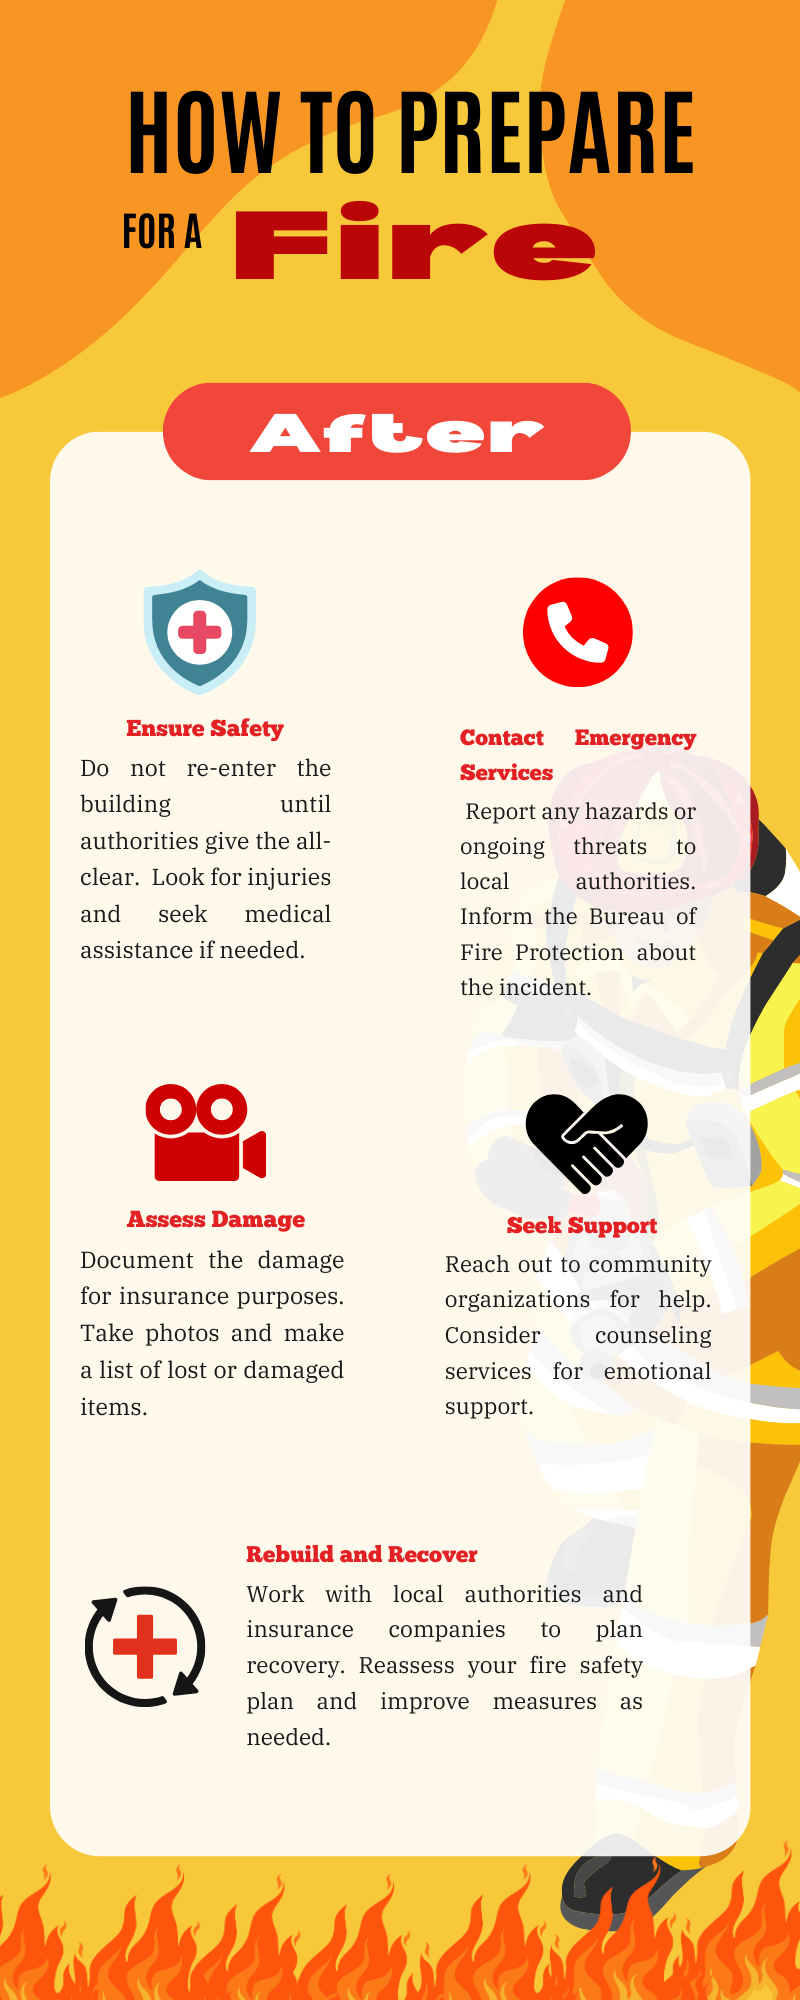 HOW TO PREPARE
FOR A Fire
After
Ensure Safety
Do not re-enter the
building until
authorities give the all-
clear. Look for injuries
and seek medical
assistance if needed.
Contact Emergency
Services
Report any hazards or
ongoing threats to
local authorities.
Inform the Bureau of
Fire Protection about
the incident.
Assess Damage
Document the damage
for insurance purposes.
Take photos and make
a list of lost or damaged
items.
Seek Support
Reach out to community
organizations for help.
Consider counseling
services for emotional
support.
Rebuild and Recover
Work with local authorities and
insurance companies to plan
recovery. Reassess your fire safety
plan and improve measures as
needed.